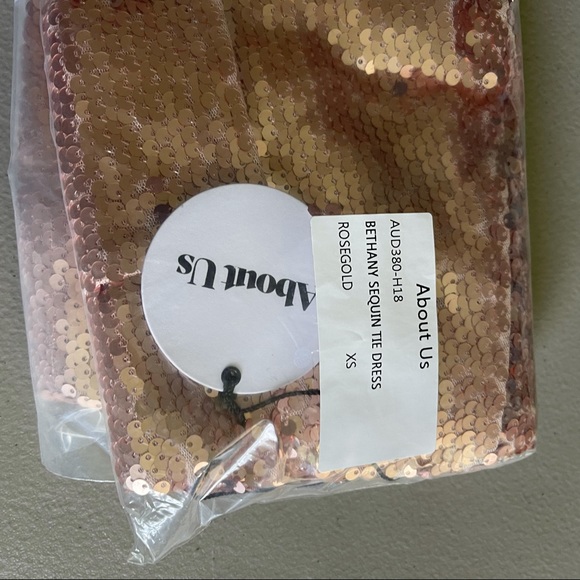 About Us
About Us
AUD380-H18
BETHANY SEQUIN TIE DRESS
ROSEGOLD XS